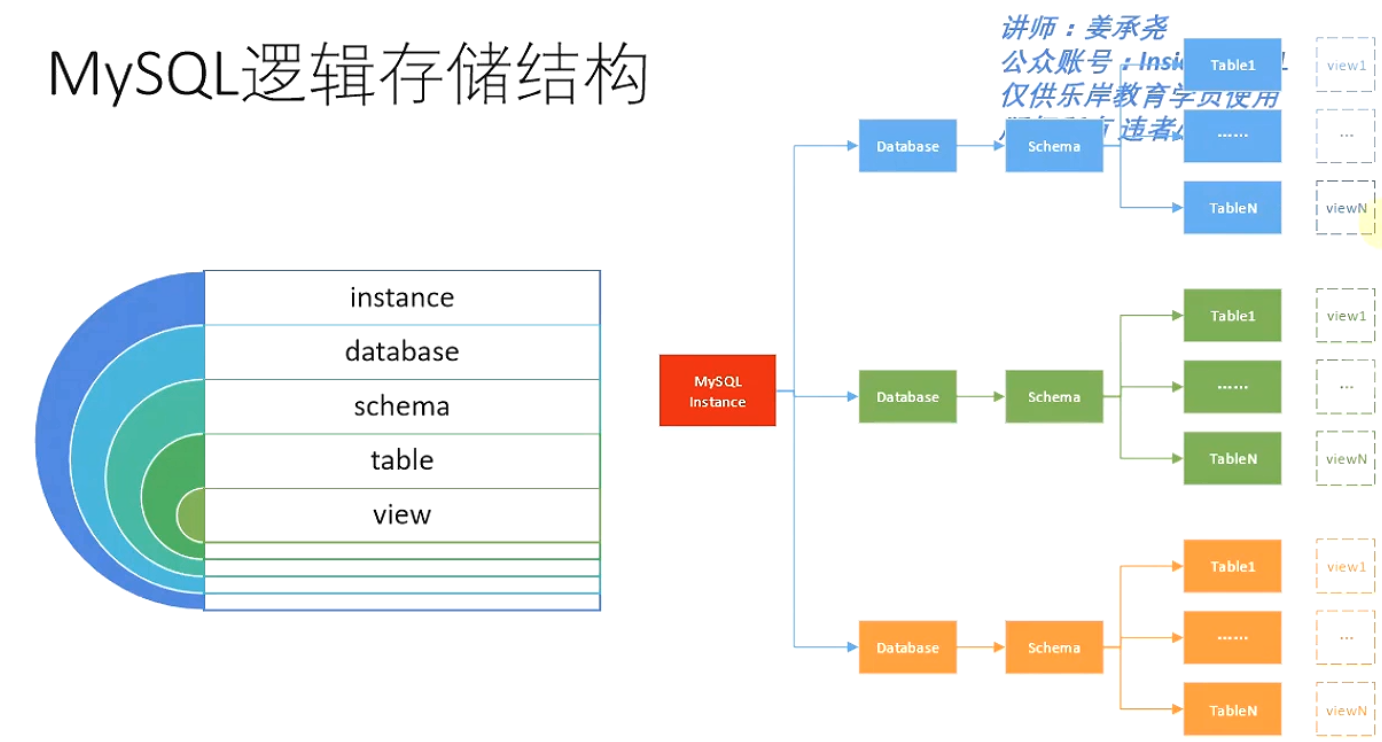 MySQL逻辑存储结构
讲师：姜承尧
公众账号：Insi
仅供乐岸教育学员使用
违者
instance
database
schema
table
view
MySQL
Instance
Database
Schema
Table1
view1
......
...
TableN
viewN
Database
Schema
Table1
view1
......
...
TableN
viewN
Database
Schema
Table1
view1
......
...
TableN
viewN